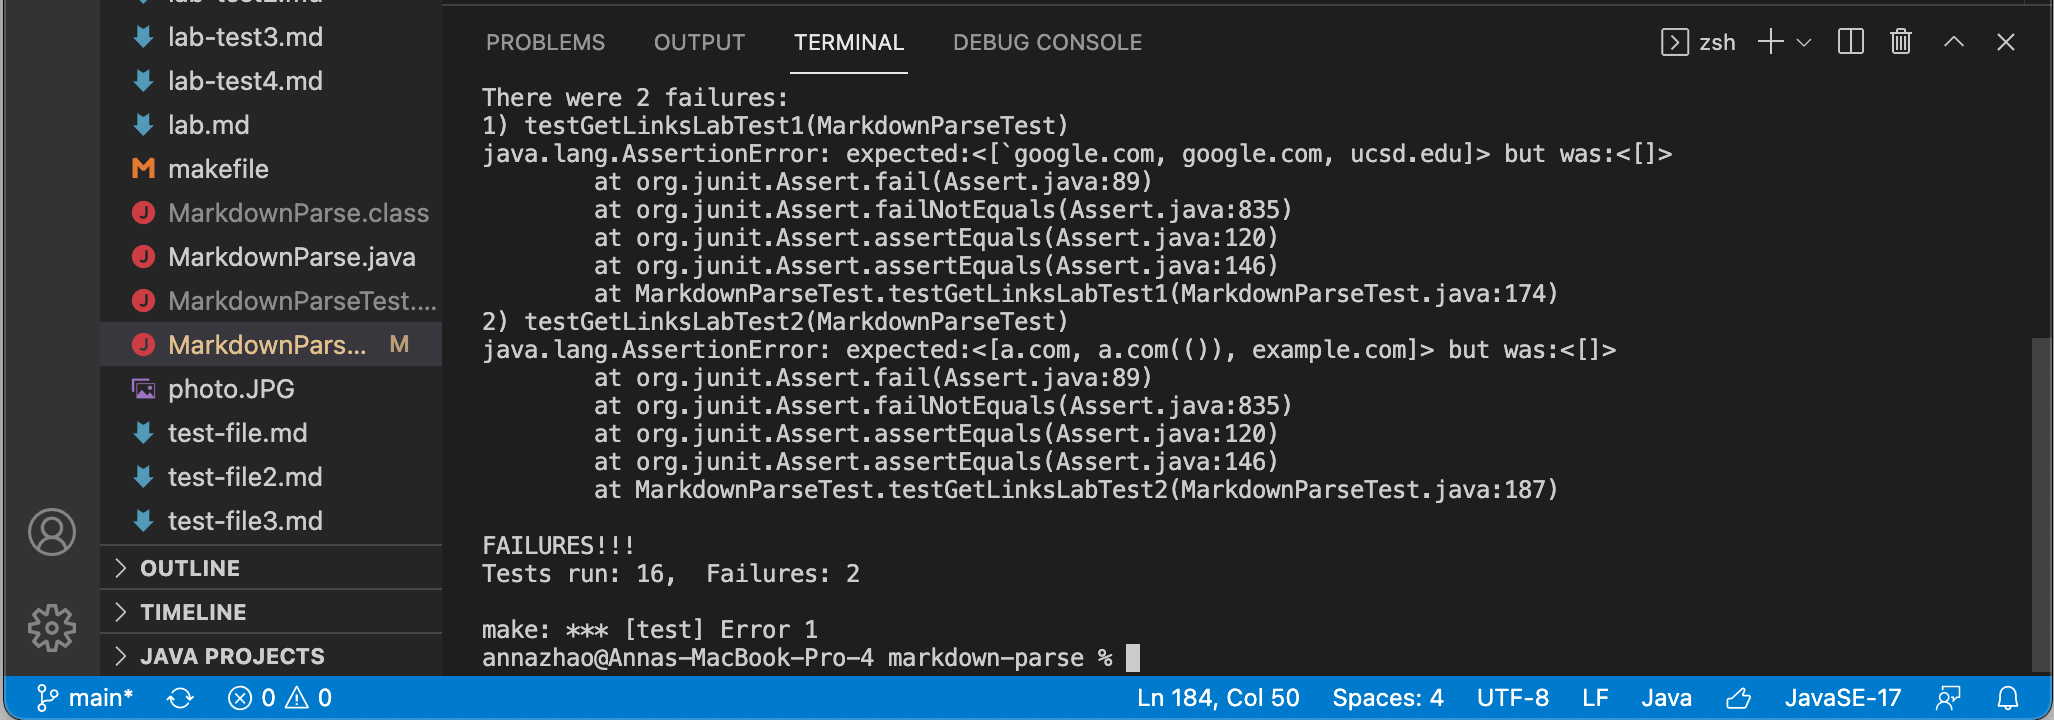 lab-test2.md
lab-test3.md
lab-test4.md
lab.md
makefile
MarkdownParse.class
MarkdownParse.java
MarkdownParseTest....
MarkdownPars... M
photo.JPG
test-file.md
test-file2.md
test-file3.md
OUTLINE
TIMELINE
JAVA PROJECTS
PROBLEMS OUTPUT TERMINAL DEBUG CONSOLE zsh
There were 2 failures:
1) testGetLinksLabTest1(MarkdownParseTest)
java.lang.AssertionError: expected:<[`google.com, google.com, ucsd.edu]> but was:<[]>
at org.junit.Assert.fail(Assert.java:89)
at org.junit.Assert.failNotEquals(Assert.java:835)
at org.junit.Assert.assertEquals(Assert.java:120)
at org.junit.Assert.assertEquals(Assert.java:146)
at MarkdownParseTest.testGetLinksLabTest1(MarkdownParseTest.java:174)
2) testGetLinksLabTest2(MarkdownParseTest)
java.lang.AssertionError: expected:<[a.com, a.com(()), example.com]> but was:<[]>
at org.junit.Assert.fail(Assert.java:89)
at org.junit.Assert.failNotEquals(Assert.java:835)
at org.junit.Assert.assertEquals(Assert.java:120)
at org.junit.Assert.assertEquals(Assert.java:146)
at MarkdownParseTest.testGetLinksLabTest2(MarkdownParseTest.java:187)
FAILURES!!!
Tests run: 16,  Failures: 2
make: *** [test] Error 1
annazhao@Annas-MacBook-Pro-4 markdown-parse %
main* 0 0 Ln 184, Col 50 Spaces: 4 UTF-8 LF Java JavaSE-17